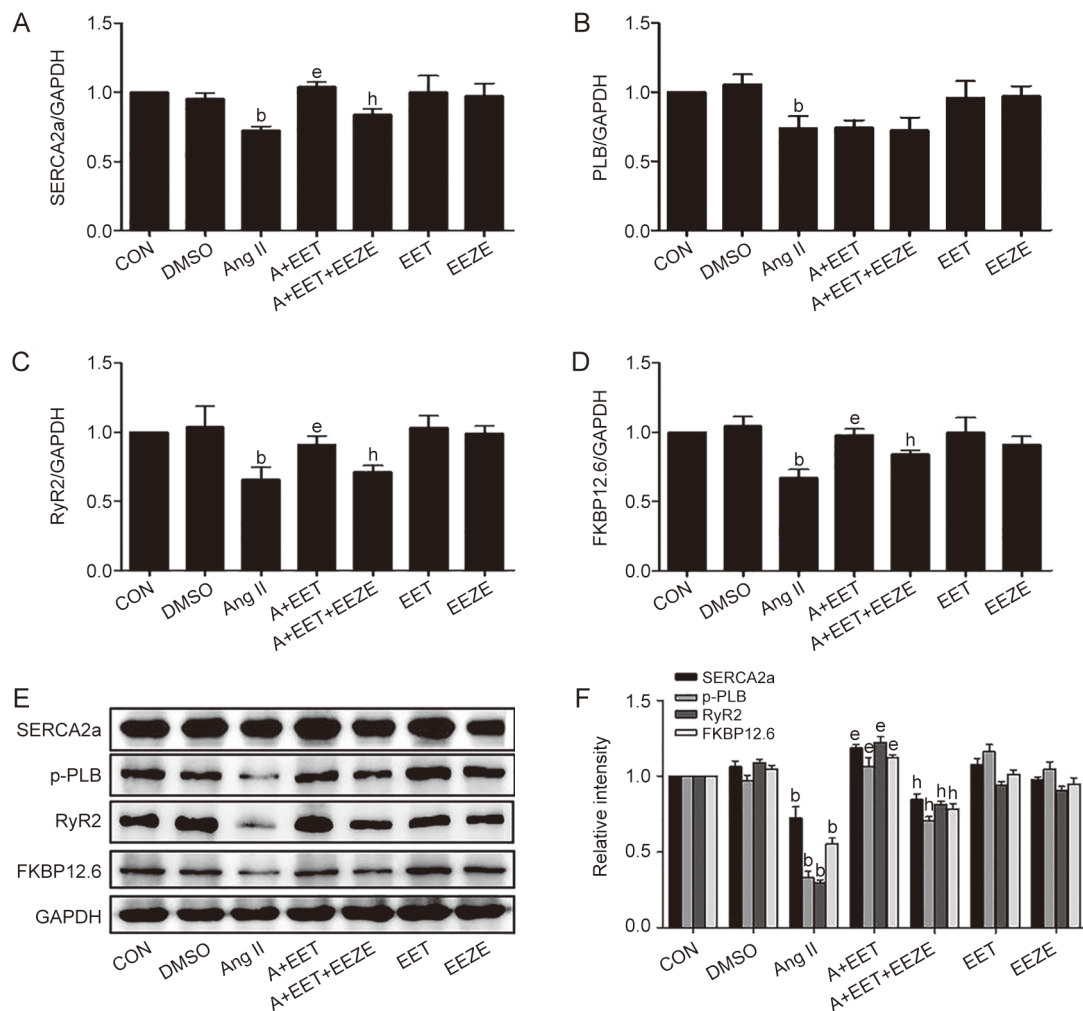 A
SERCA2a/GAPDH
1.5
1.0
0.5
0.0
b
e
h
CON
DMSO
Ang II
A+EET
A+EET+EEZE
EET
EEZE
B
PLB/GAPDH
1.5
1.0
0.5
0.0
b
CON
DMSO
Ang II
A+EET
A+EET+EEZE
EET
EEZE
C
RyR2/GAPDH
1.5
1.0
0.5
0.0
b
e
h
CON
DMSO
Ang II
A+EET
A+EET+EEZE
EET
EEZE
D
FKBP12.6/GAPDH
1.5
1.0
0.5
0.0
b
e
h
CON
DMSO
Ang II
A+EET
A+EET+EEZE
EET
EEZE
E
SERCA2a
p-PLB
RyR2
FKBP12.6
GAPDH
CON
DMSO
Ang II
A+EET
A+EET+EEZE
EET
EEZE
F
SERCA2a
p-PLB
RyR2
FKBP12.6
Relative intensity
1.5
1.0
0.5
0.0
b
b
b
b
e
e
e
e
h
h
h
h
CON
DMSO
Ang II
A+EET
A+EET+EEZE
EET
EEZE